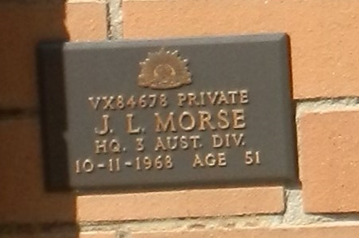 VX84678 PRIVATE
J. L. MORSE
HQ. 3 AUST. DIV.
10-11-1968 AGE 51